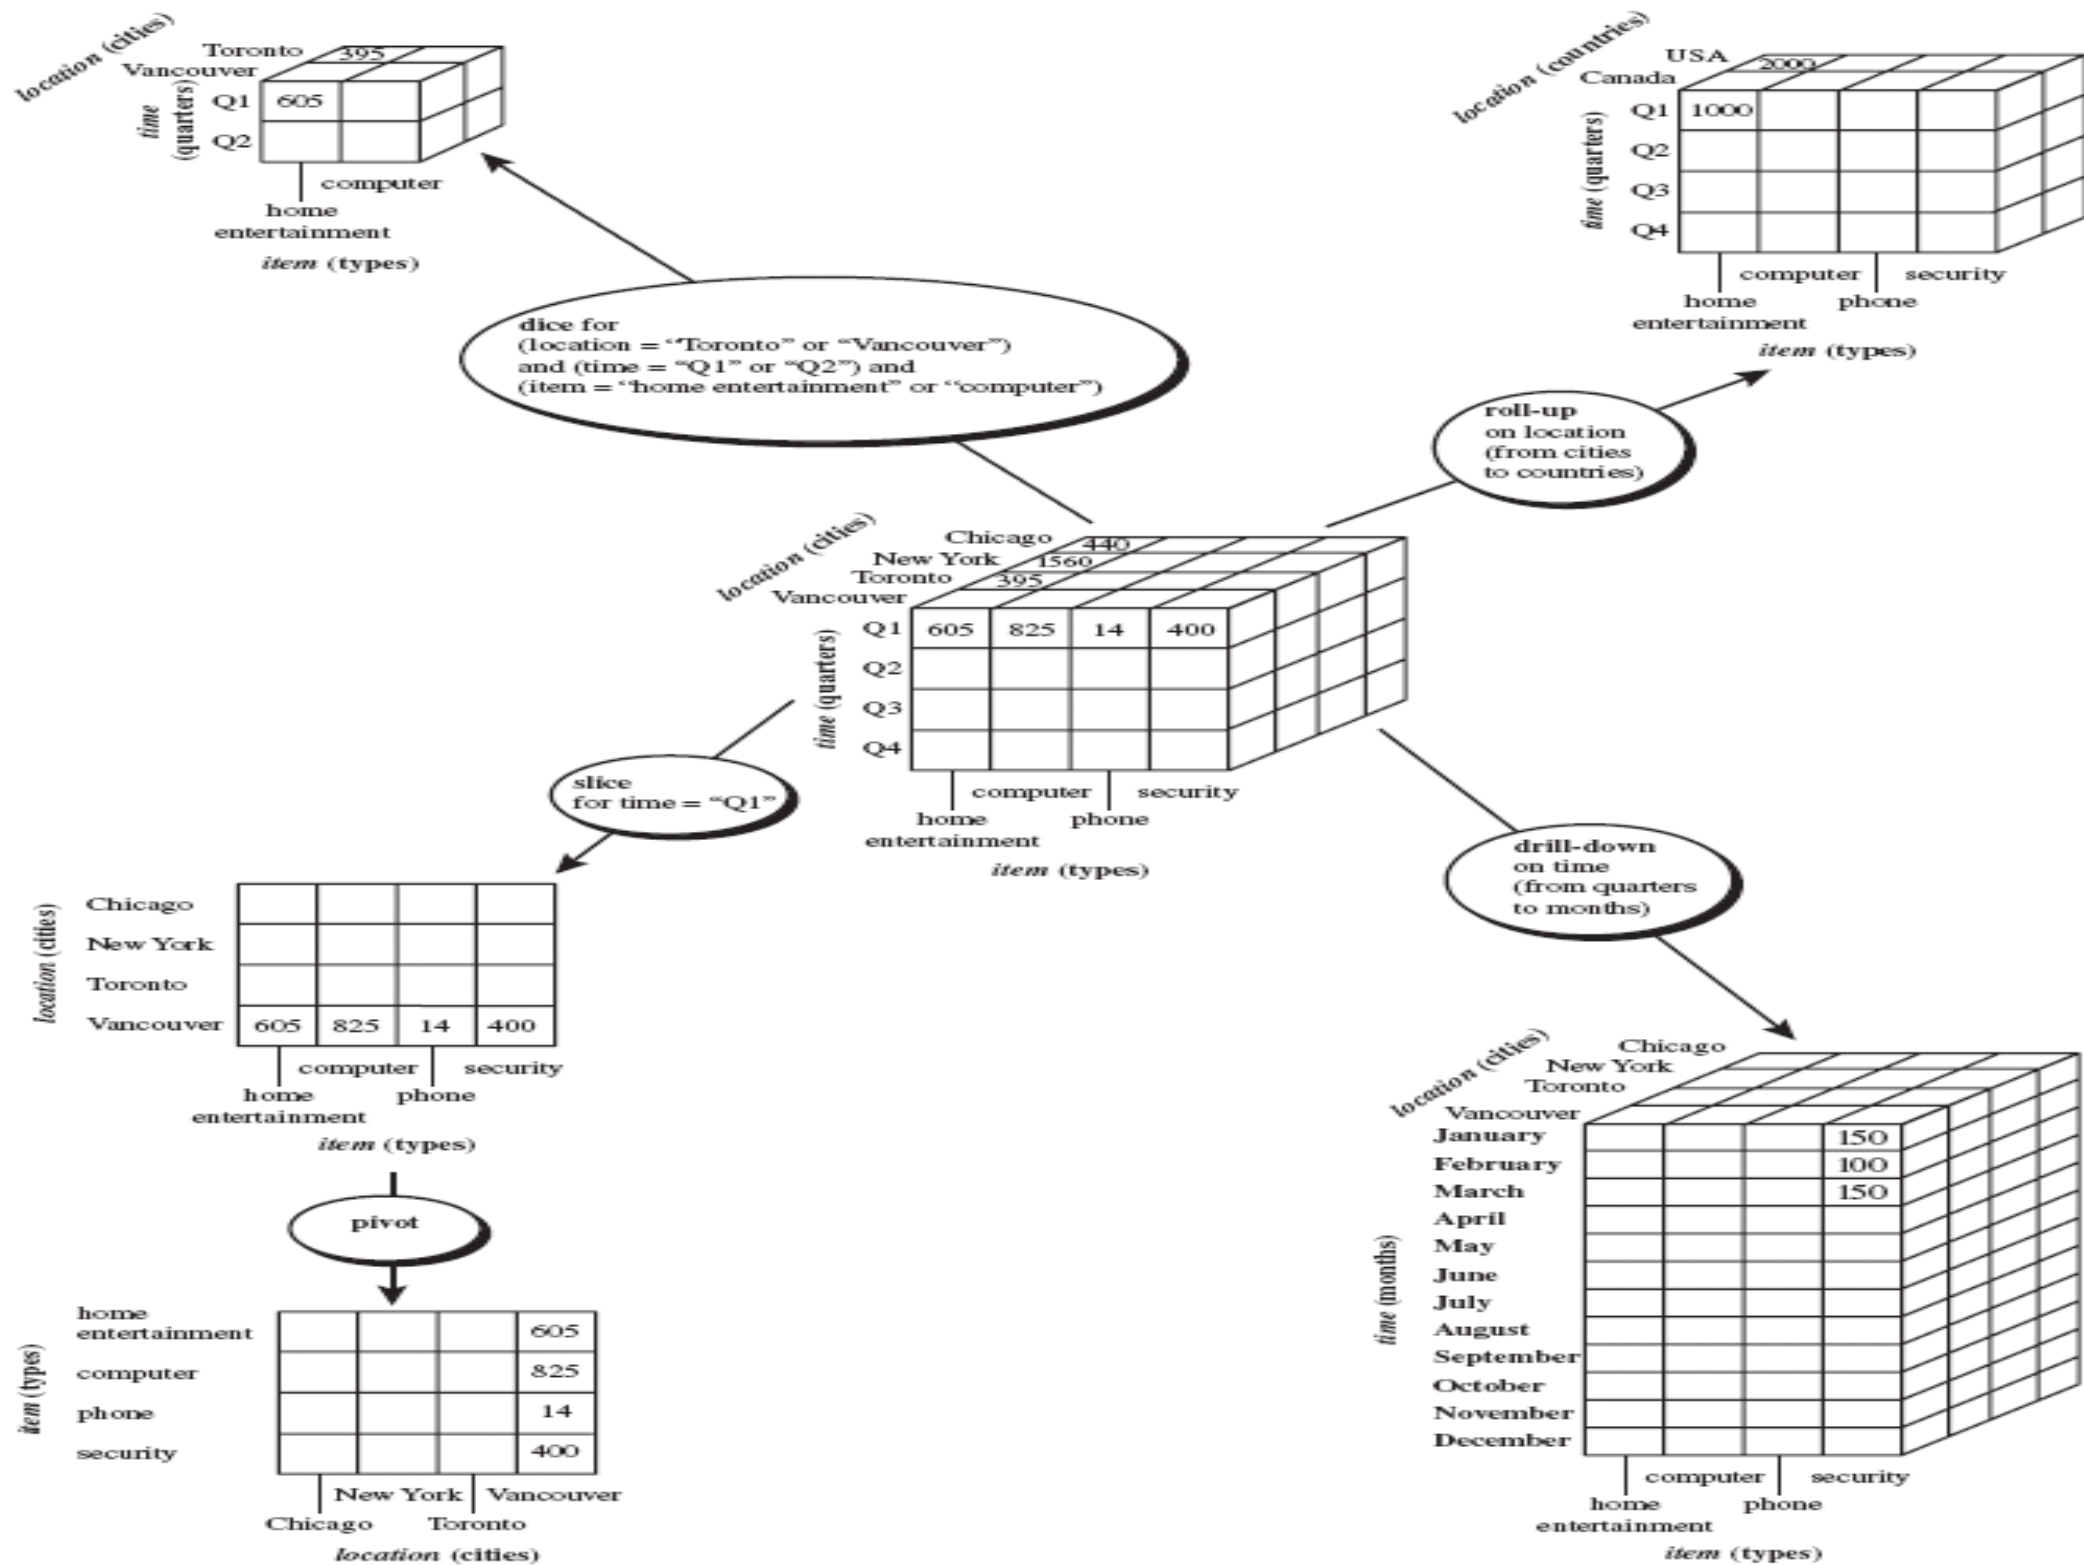 location (cities)
Toronto
395
Vancouver
time
(quarters)
Q1
605
Q2
computer
home
entertainment
item (types)
location (countries)
USA
2000
Canada
time (quarters)
Q1
1000
Q2
Q3
Q4
computer
security
home
entertainment
phone
item (types)
dice for
(location = “Toronto” or “Vancouver”)
and (time = “Q1” or “Q2”) and
(item = “home entertainment” or “computer”)
roll-up
on location
(from cities
to countries)
location (cities)
Chicago
440
New York
1560
Toronto
395
Vancouver
time (quarters)
Q1
605 825 14 400
Q2
Q3
Q4
computer
security
home
entertainment
phone
item (types)
slice
for time = “Q1”
drill-down
on time
(from quarters
to months)
location (cities)
Chicago
New York
Toronto
Vancouver
605 825 14 400
computer
security
home
entertainment
phone
item (types)
pivot
item (types)
home
entertainment
605
computer
825
phone
14
security
400
New York
Vancouver
Chicago
Toronto
location (cities)
location (cities)
Chicago
New York
Toronto
Vancouver
time (months)
January
150
February
100
March
150
April
May
June
July
August
September
October
November
December
computer
security
home
entertainment
phone
item (types)